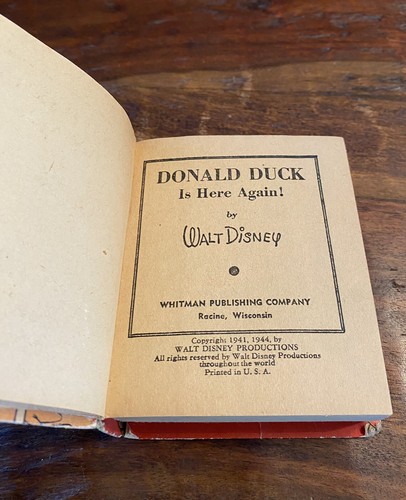 DONALD DUCK
Is Here Again!
by
WALT DISNEY
WHITMAN PUBLISHING COMPANY
Racine, Wisconsin
Copyright 1941, 1944, by
WALT DISNEY PRODUCTIONS
All rights reserved by Walt Disney Productions
throughout the world
Printed in U. S. A.